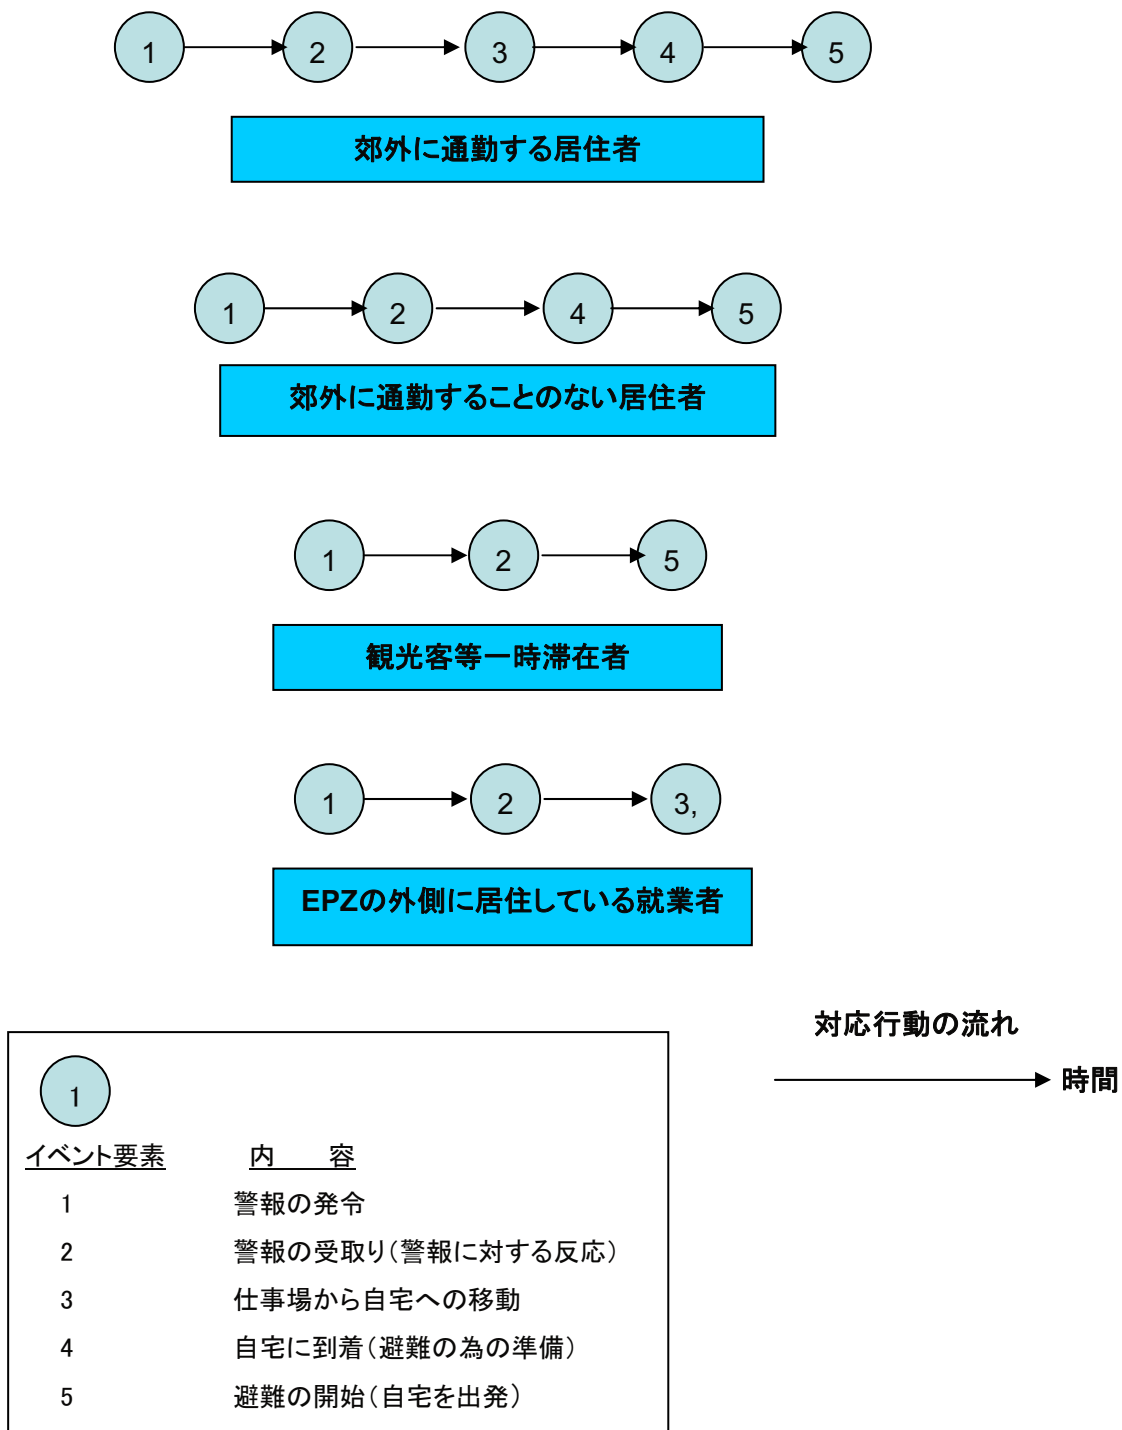 1 2 3 4 5
郊外に通勤する居住者
1 2 4 5
郊外に通勤することのない居住者
1 2 5
観光客等一時滞在者
1 2 3,
EPZの外側に居住している就業者
対応行動の流れ
時間
1
イベント要素 内 容
1 警報の発令
2 警報の受取り(警報に対する反応)
3 仕事場から自宅への移動
4 自宅に到着(避難の為の準備)
5 避難の開始(自宅を出発)